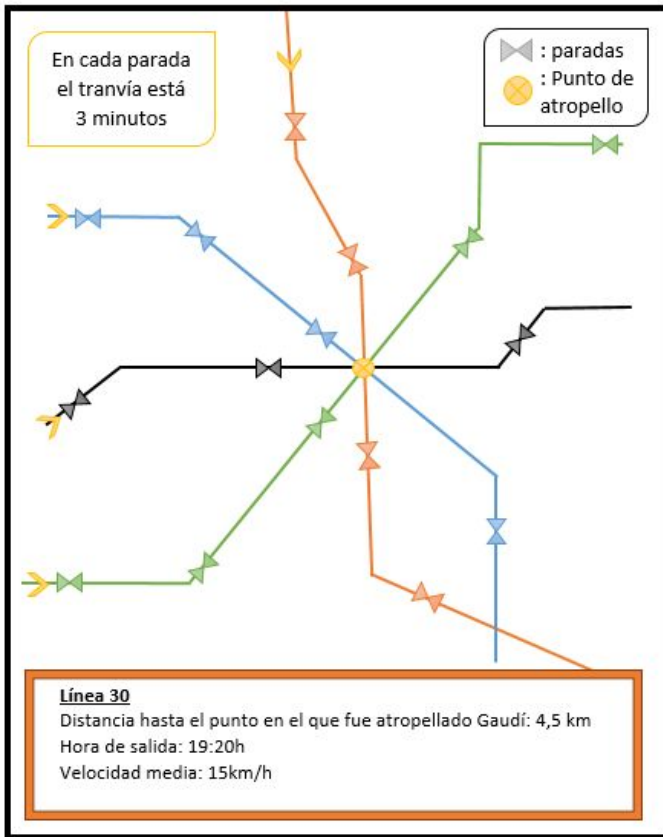 En cada parada
el tranvía está
3 minutos
: paradas
: Punto de
atropello
Línea 30
Distancia hasta el punto en el que fue atropellado Gaudí: 4,5 km
Hora de salida: 19:20h
Velocidad media: 15km/h